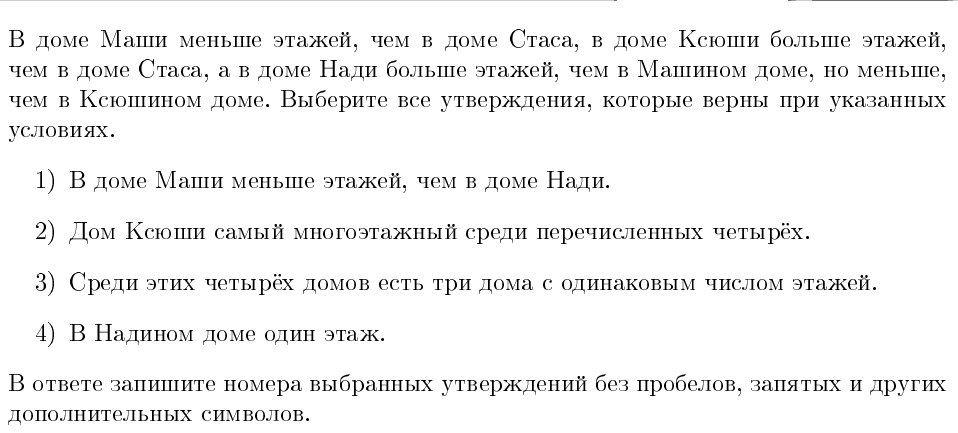 В доме Маши меньше этажей, чем в доме Стаса, в доме Ксюши больше этажей,
чем в доме Стаса, а в доме Нади больше этажей, чем в Машином доме, но меньше,
чем в Ксюшином доме. Выберите все утверждения, которые верны при указанных
условиях.
1) В доме Маши меньше этажей, чем в доме Нади.
2) Дом Ксюши самый многоэтажный среди перечисленных четырёх.
3) Среди этих четырёх домов есть три дома с одинаковым числом этажей.
4) В Надином доме один этаж.
В ответе запишите номера выбранных утверждений без пробелов, запятых и других
дополнительных символов.